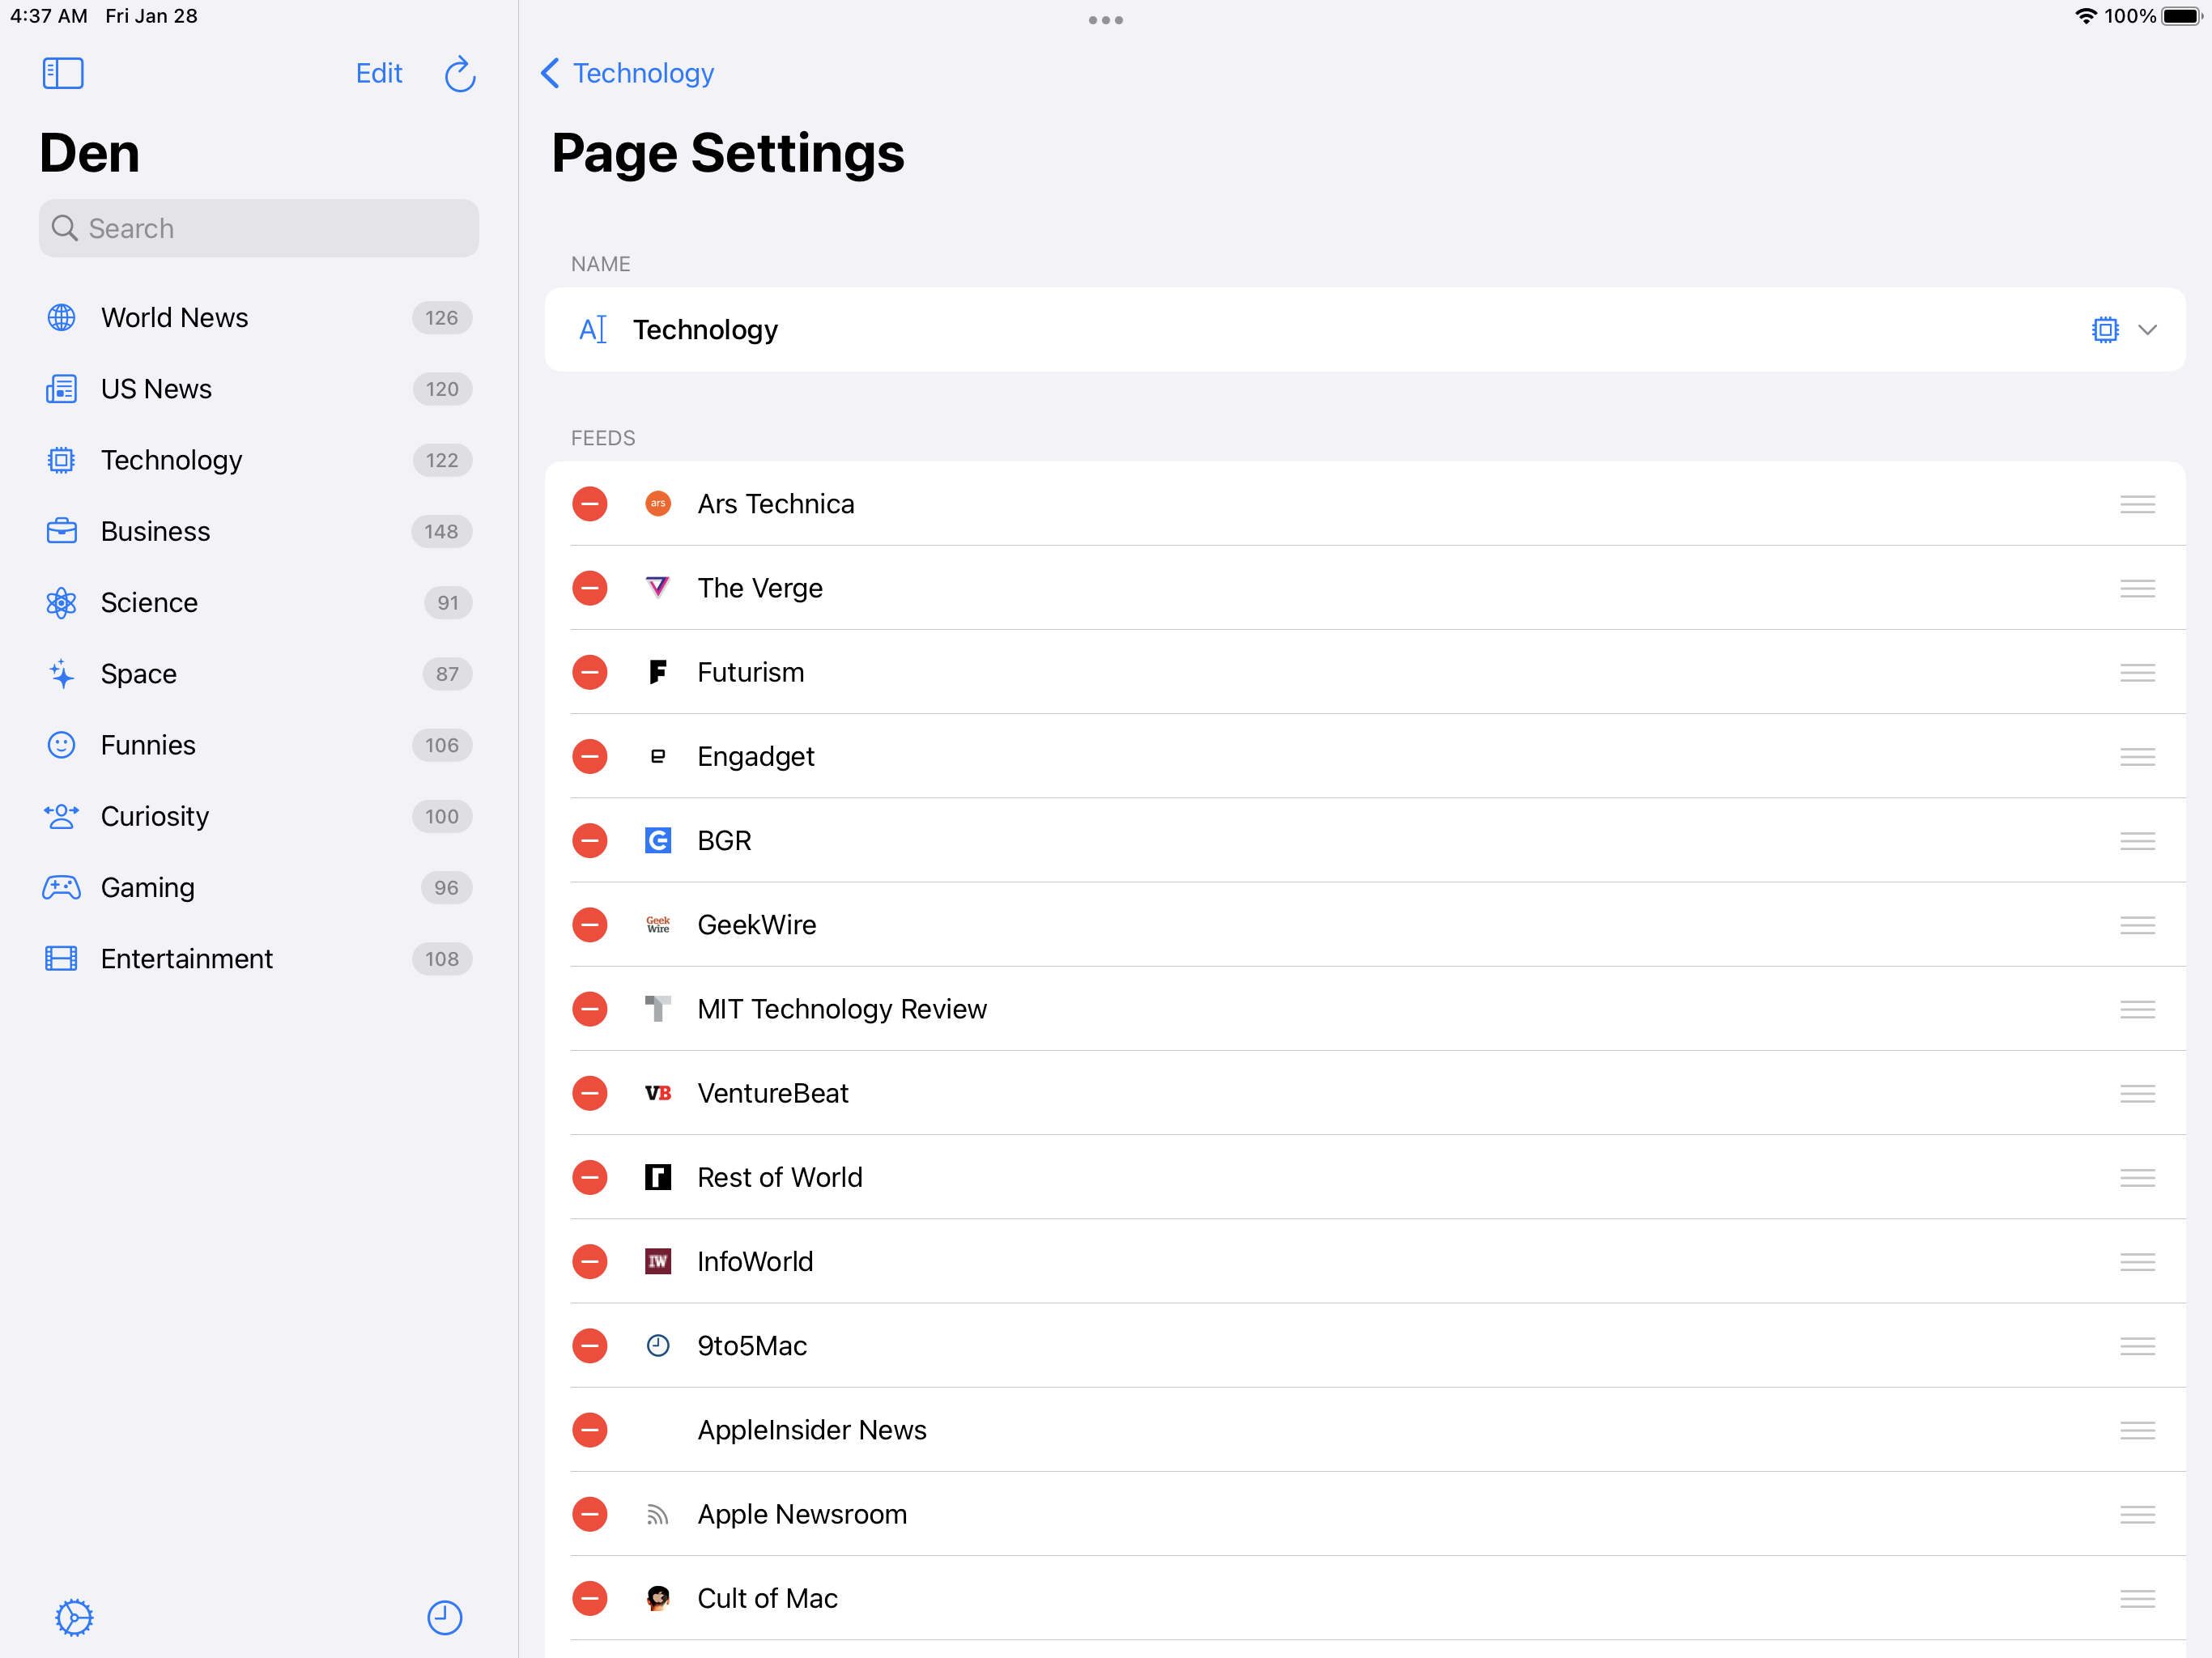 4:37 AM Fri Jan 28
100%
Edit
Den
Search
World News 126
US News 120
Technology 122
Business 148
Science 91
Space 87
Funnies 106
Curiosity 100
Gaming 96
Entertainment 108
Technology
Page Settings
NAME
A Technology
FEEDS
ars Ars Technica
The Verge
F Futurism
e Engadget
G BGR
Geek
Wire
GeekWire
MIT Technology Review
VB VentureBeat
Rest of World
IW InfoWorld
9to5Mac
AppleInsider News
Apple Newsroom
Cult of Mac